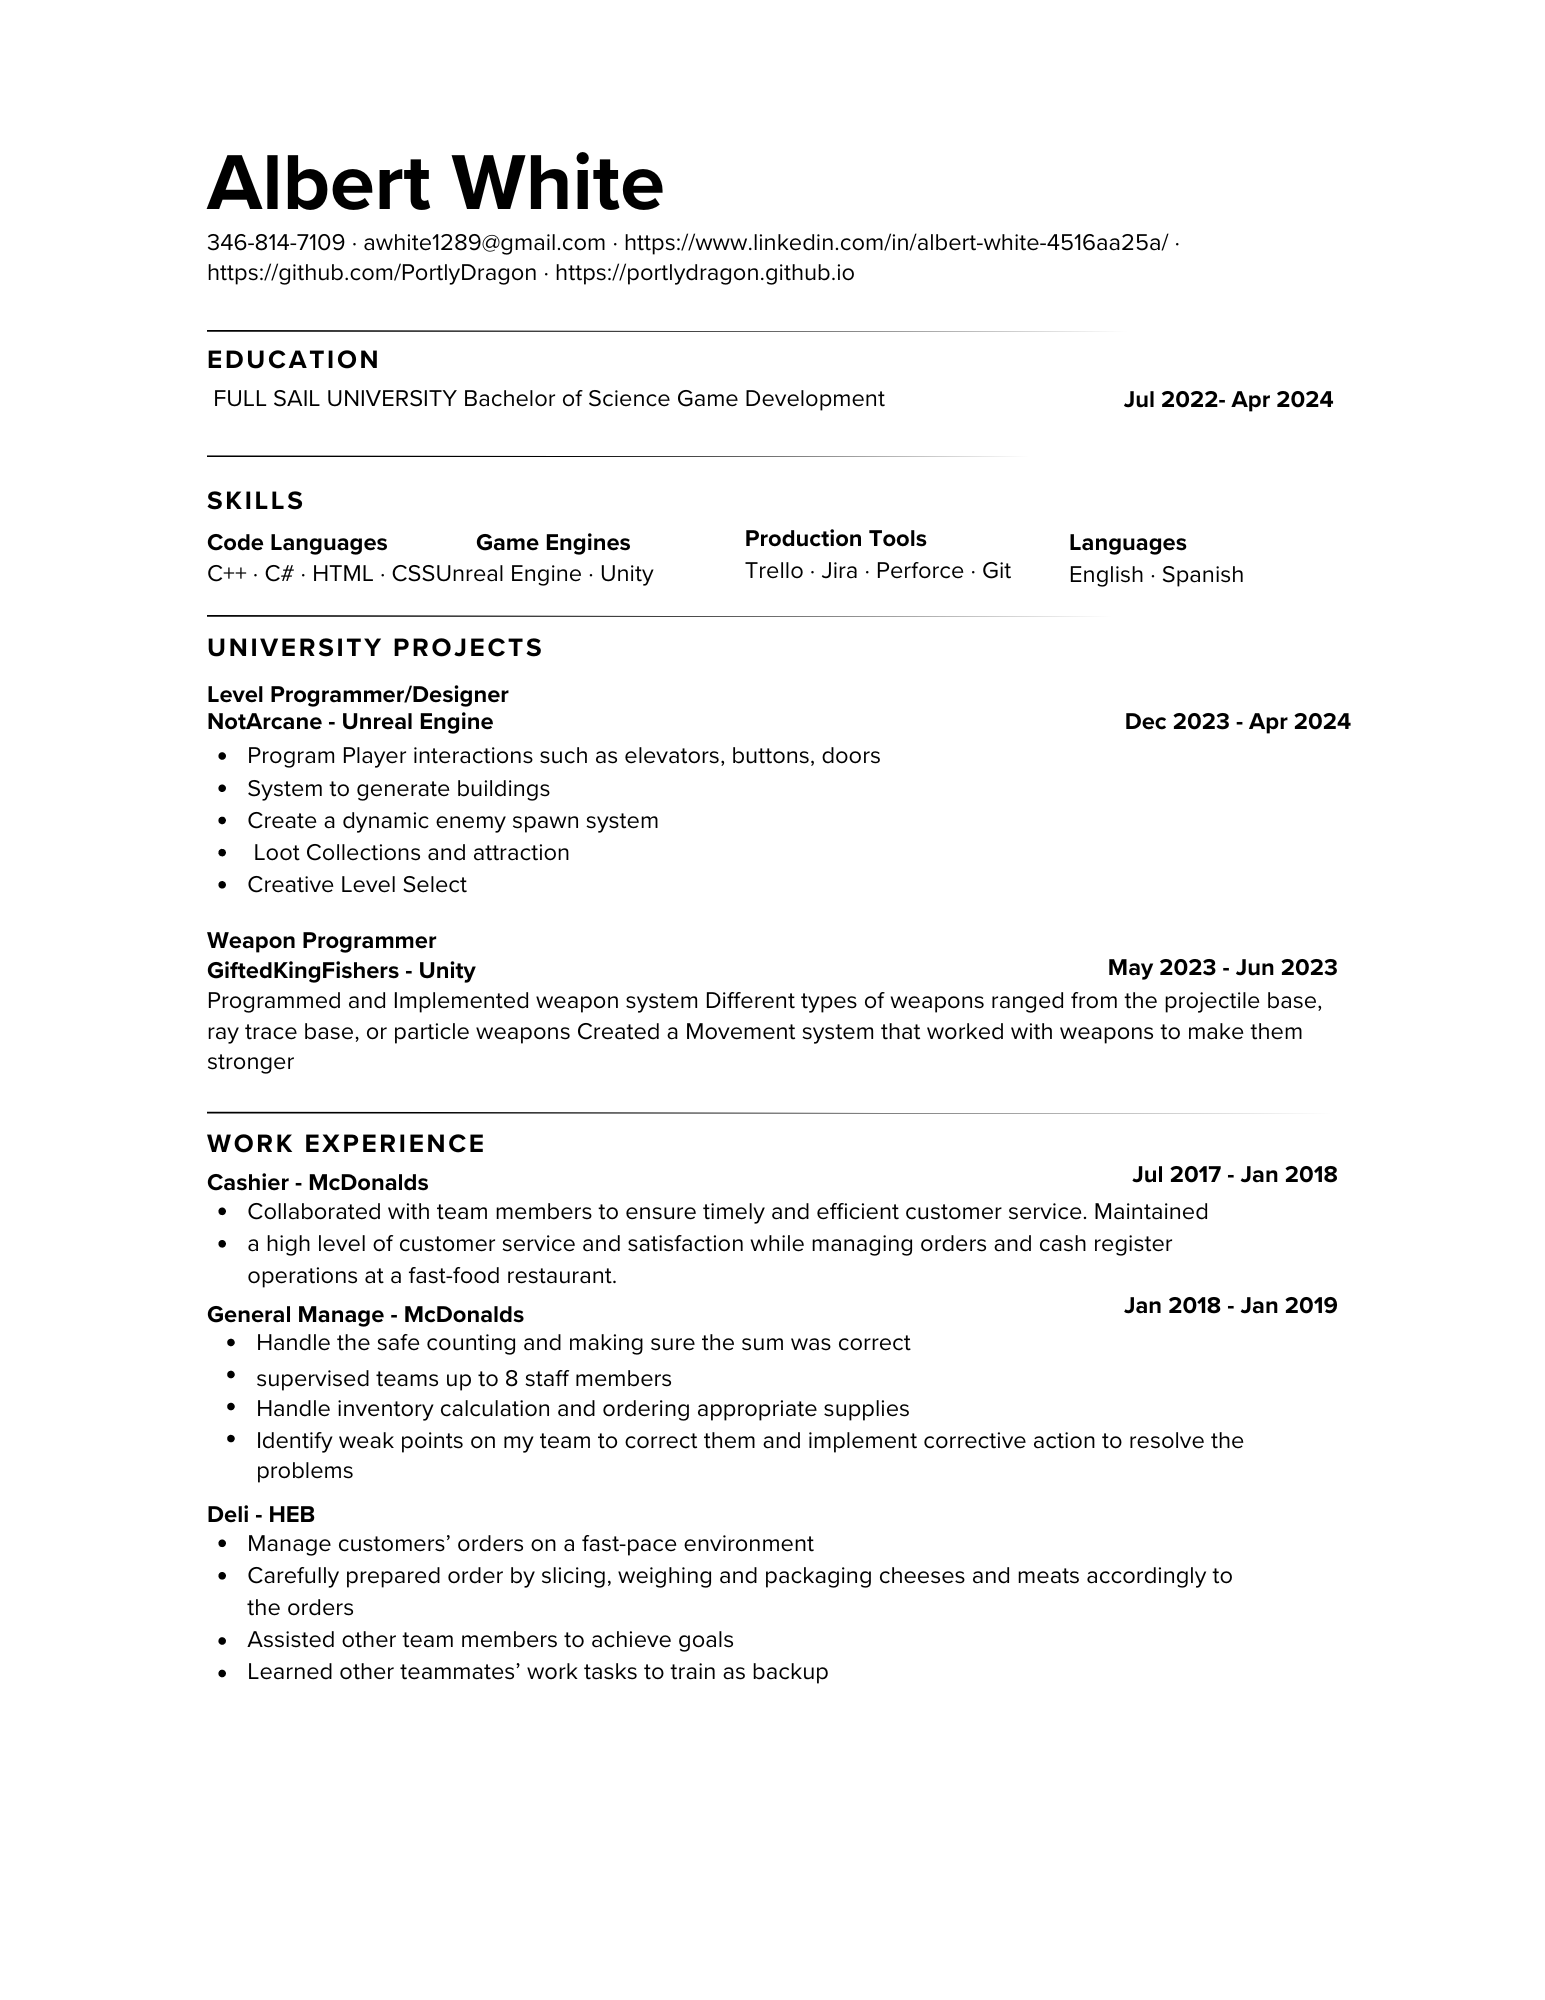 Albert White
346-814-7109 · awhite1289@gmail.com · https://www.linkedin.com/in/albert-white-4516aa25a/ ·
https://github.com/PortlyDragon · https://portlydragon.github.io
EDUCATION
FULL SAIL UNIVERSITY Bachelor of Science Game Development Jul 2022- Apr 2024
SKILLS
Code Languages Game Engines Production Tools Languages
C++ · C# · HTML · CSSUnreal Engine · Unity Trello · Jira · Perforce · Git English · Spanish
UNIVERSITY PROJECTS
Level Programmer/Designer
NotArcane - Unreal Engine Dec 2023 - Apr 2024
• Program Player interactions such as elevators, buttons, doors
• System to generate buildings
• Create a dynamic enemy spawn system
• Loot Collections and attraction
• Creative Level Select
Weapon Programmer
GiftedKingFishers - Unity May 2023 - Jun 2023
Programmed and Implemented weapon system Different types of weapons ranged from the projectile base,
ray trace base, or particle weapons Created a Movement system that worked with weapons to make them
stronger
WORK EXPERIENCE
Cashier - McDonalds Jul 2017 - Jan 2018
• Collaborated with team members to ensure timely and efficient customer service. Maintained
• a high level of customer service and satisfaction while managing orders and cash register
operations at a fast-food restaurant.
General Manage - McDonalds Jan 2018 - Jan 2019
• Handle the safe counting and making sure the sum was correct
• supervised teams up to 8 staff members
• Handle inventory calculation and ordering appropriate supplies
• Identify weak points on my team to correct them and implement corrective action to resolve the
problems
Deli - HEB
• Manage customers’ orders on a fast-pace environment
• Carefully prepared order by slicing, weighing and packaging cheeses and meats accordingly to
the orders
• Assisted other team members to achieve goals
• Learned other teammates’ work tasks to train as backup